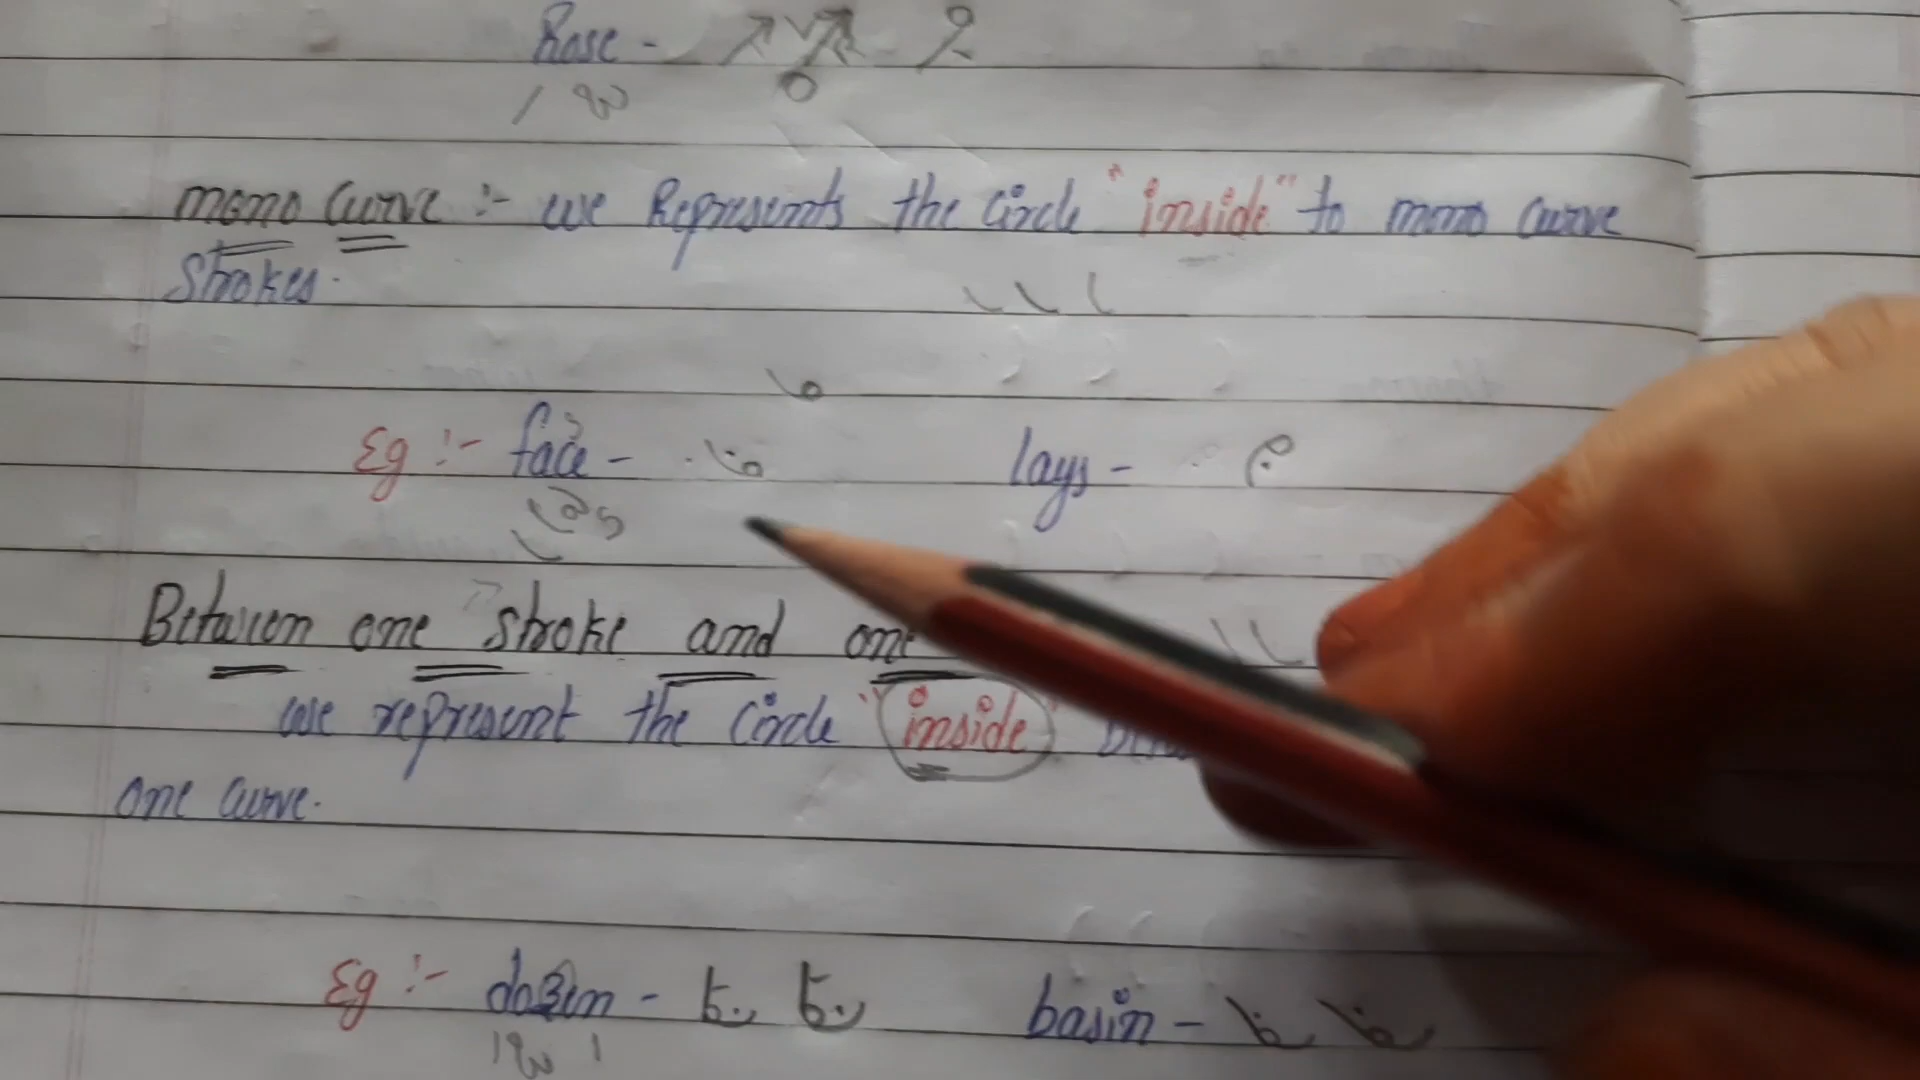 Rose -
mono Curve :- we Represents the Circle "inside" to mono curve
Strokes.
Eg :- face - lays -
Between one stroke and one
we represent the Circle "inside"
one curve.
Eg :- dozen - basin -